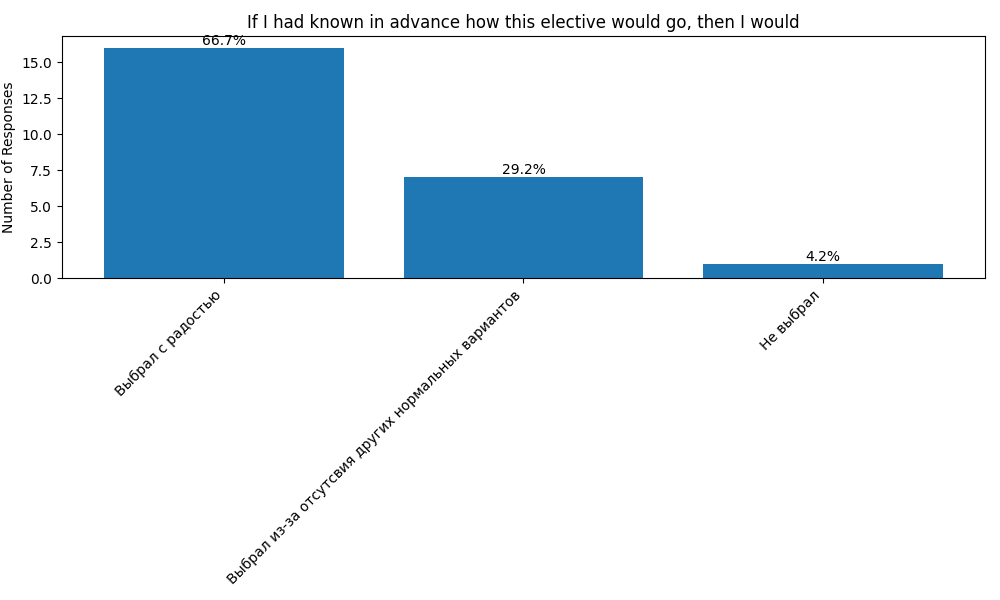 If I had known in advance how this elective would go, then I would
Number of Responses
15.0
12.5
10.0
7.5
5.0
2.5
0.0
66.7%
29.2%
4.2%
Выбрал с радостью
Выбрал из-за отсутсвия других нормальных вариантов
Не выбрал